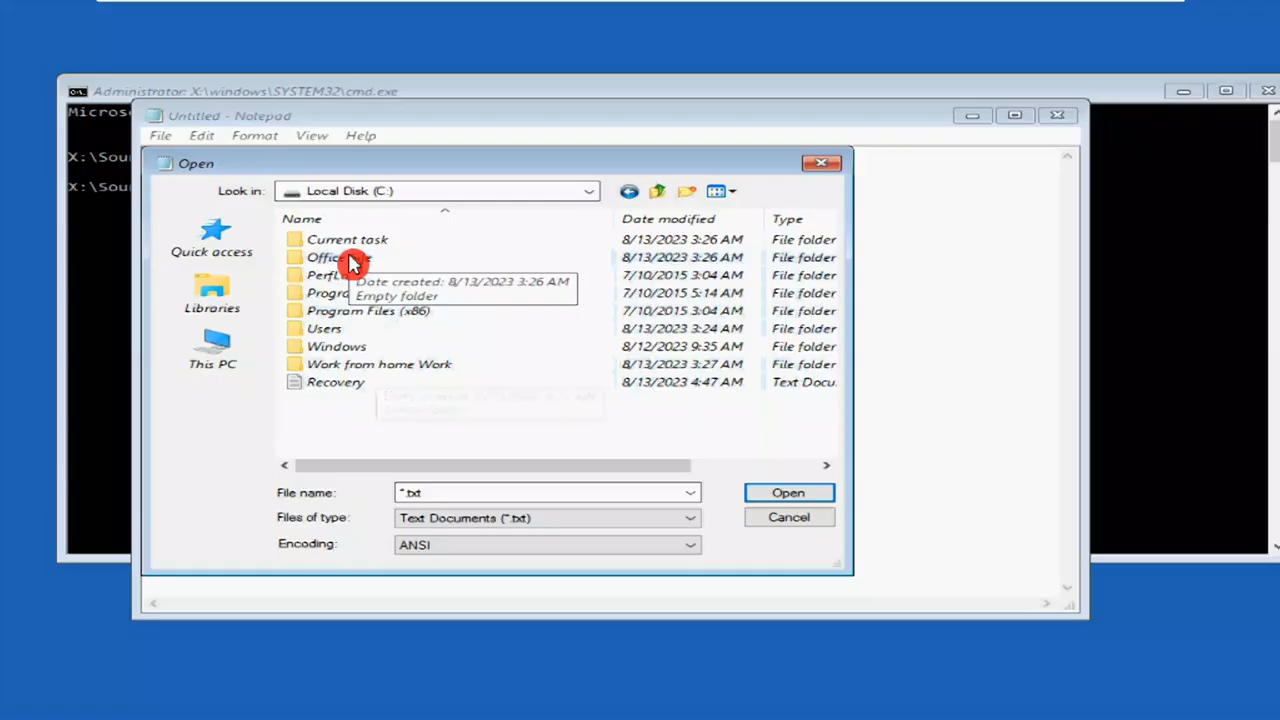 Administrator: X:\windows\SYSTEM32\cmd.exe
Untitled - Notepad
File Edit Format View Help
X:\Sou
X:\Sou
Open
Look in: Local Disk (C:)
Quick access
Libraries
This PC
Name Date modified Type
Current task 8/13/2023 3:26 AM File folder
8/13/2023 3:26 AM File folder
7/10/2015 3:04 AM File folder
7/10/2015 5:14 AM File folder
Program Files (x86) 7/10/2015 3:04 AM File folder
Users 8/13/2023 3:24 AM File folder
Windows 8/12/2023 9:35 AM File folder
Work from home Work 8/13/2023 3:27 AM File folder
Recovery 8/13/2023 4:47 AM Text Docu.
Date created: 8/13/2023 3:26 AM
Empty folder
File name: *.txt Open
Files of type: Text Documents (*.txt) Cancel
Encoding: ANSI